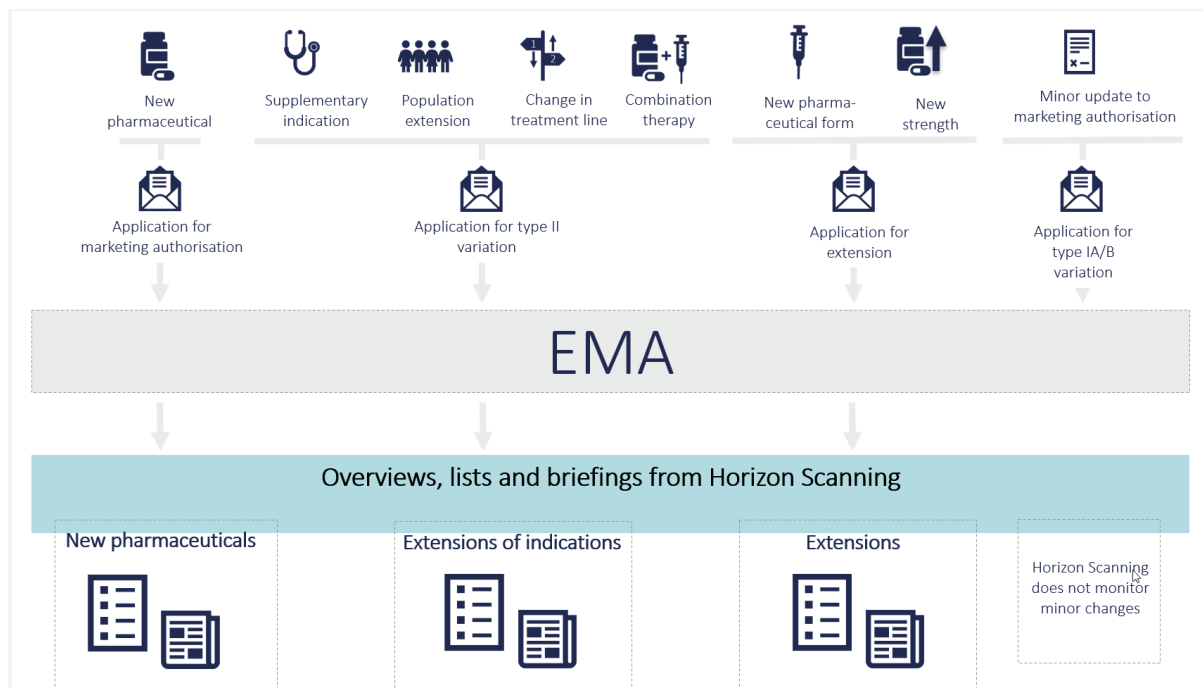 New
pharmaceutical
Supplementary
indication
Population
extension
1
2
Change in
treatment line
+
Combination
therapy
New pharma-
ceutical form
New
strength
Minor update to
marketing authorisation
Application for
marketing authorisation
Application for type II
variation
Application for
extension
Application for
type IA/B
variation
EMA
Overviews, lists and briefings from Horizon Scanning
New pharmaceuticals
Extensions of indications
Extensions
Horizon Scanning
does not monitor
minor changes